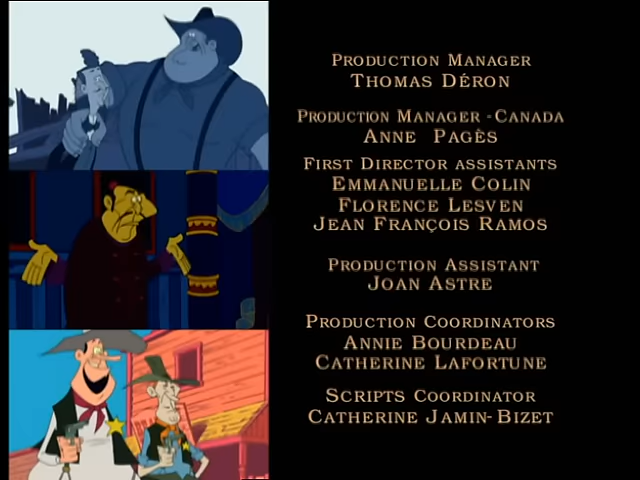 PRODUCTION MANAGER
THOMAS DÉRON
PRODUCTION MANAGER - CANADA
ANNE PAGÈS
FIRST DIRECTOR ASSISTANTS
EMMANUELLE COLIN
FLORENCE LESVEN
JEAN FRANÇOIS RAMOS
PRODUCTION ASSISTANT
JOAN ASTRE
PRODUCTION COORDINATORS
ANNIE BOURDEAU
CATHERINE LAFORTUNE
SCRIPTS COORDINATOR
CATHERINE JAMIN-BIZET